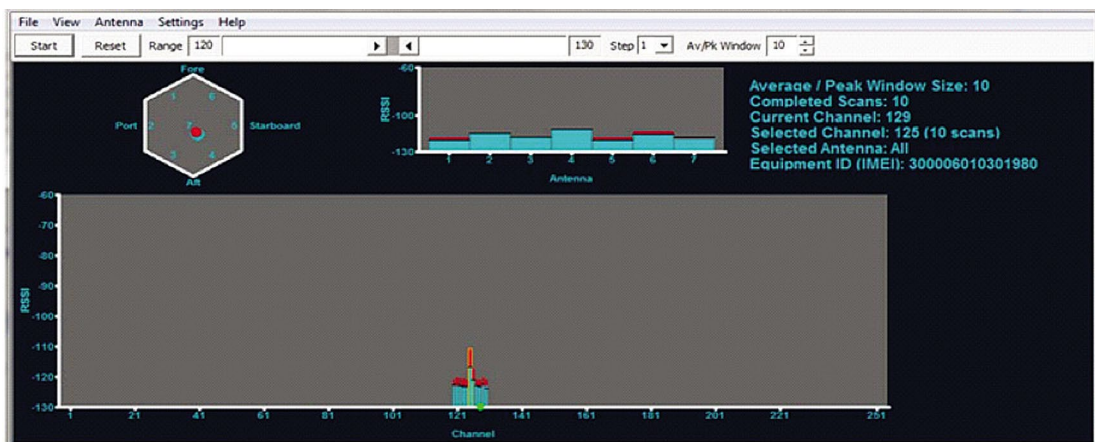 File View Antenna Settings Help
Start Reset Range 120 130 Step 1 Av/Pk Window 10
Fore
1 6
Port 2 7 5 Starboard
3 4
Aft
-60
-100
-130
RSSI
1 2 3 4 5 6 7
Antenna
Average / Peak Window Size: 10
Completed Scans: 10
Current Channel: 129
Selected Channel: 125 (10 scans)
Selected Antenna: All
Equipment ID (IMEI): 300006010301980
-60
-70
-80
-90
-100
-110
-120
-130
RSSI
1 21 41 61 81 101 121 141 161 181 201 221 251
Channel